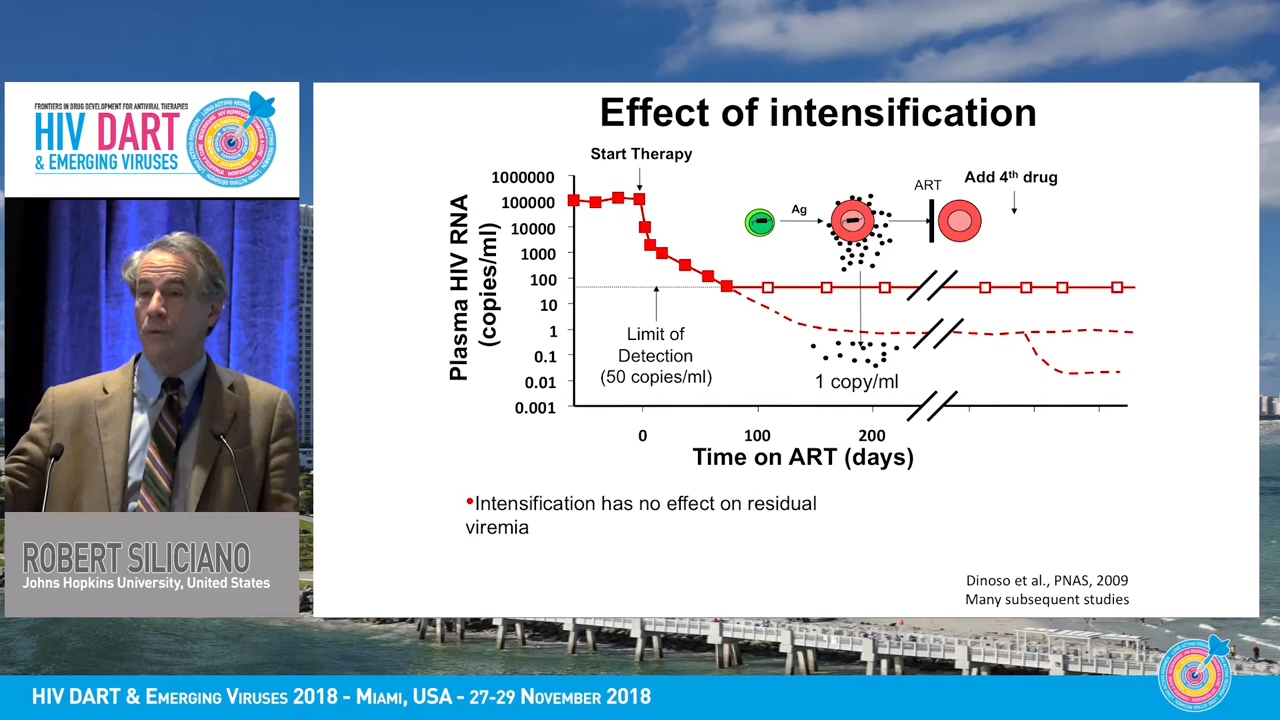 FRONTIERS IN DRUG DEVELOPMENT FOR ANTIVIRAL THERAPIES
HIV DART
& EMERGING VIRUSES
Effect of intensification
Start Therapy
Plasma HIV RNA
(copies/ml)
1000000
100000
10000
1000
100
10
1
0.1
0.01
0.001
Ag
ART
Add 4th drug
Limit of
Detection
(50 copies/ml)
1 copy/ml
0
100
200
Time on ART (days)
•Intensification has no effect on residual
viremia
Dinoso et al., PNAS, 2009
Many subsequent studies
ROBERT SILICIANO
Johns Hopkins University, United States
HIV DART & EMERGING VIRUSES 2018 - MIAMI, USA - 27-29 NOVEMBER 2018